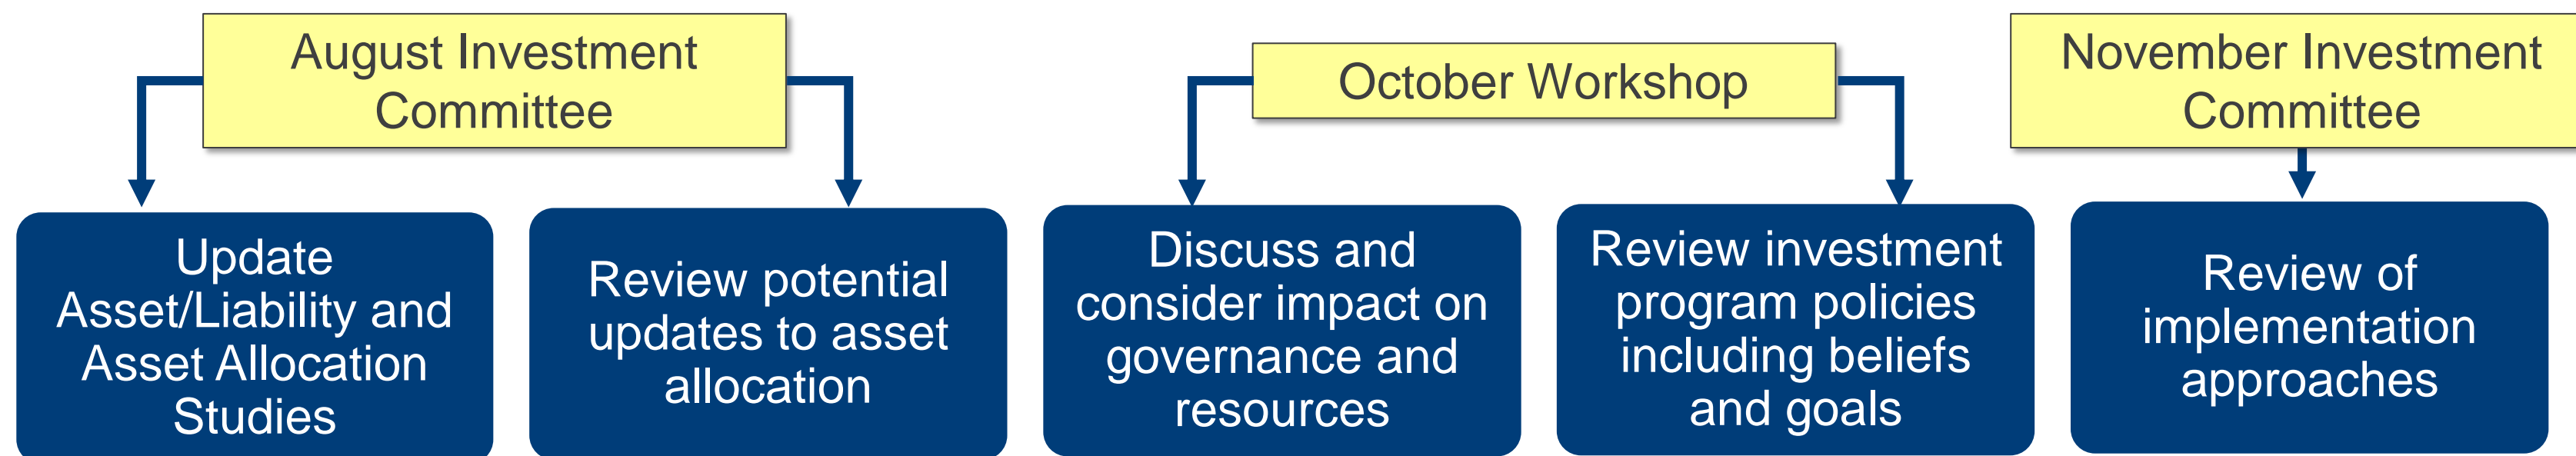 August Investment
Committee
October Workshop
November Investment
Committee
Update
Asset/Liability and
Asset Allocation
Studies
Review potential
updates to asset
allocation
Discuss and
consider impact on
governance and
resources
Review investment
program policies
including beliefs
and goals
Review of
implementation
approaches